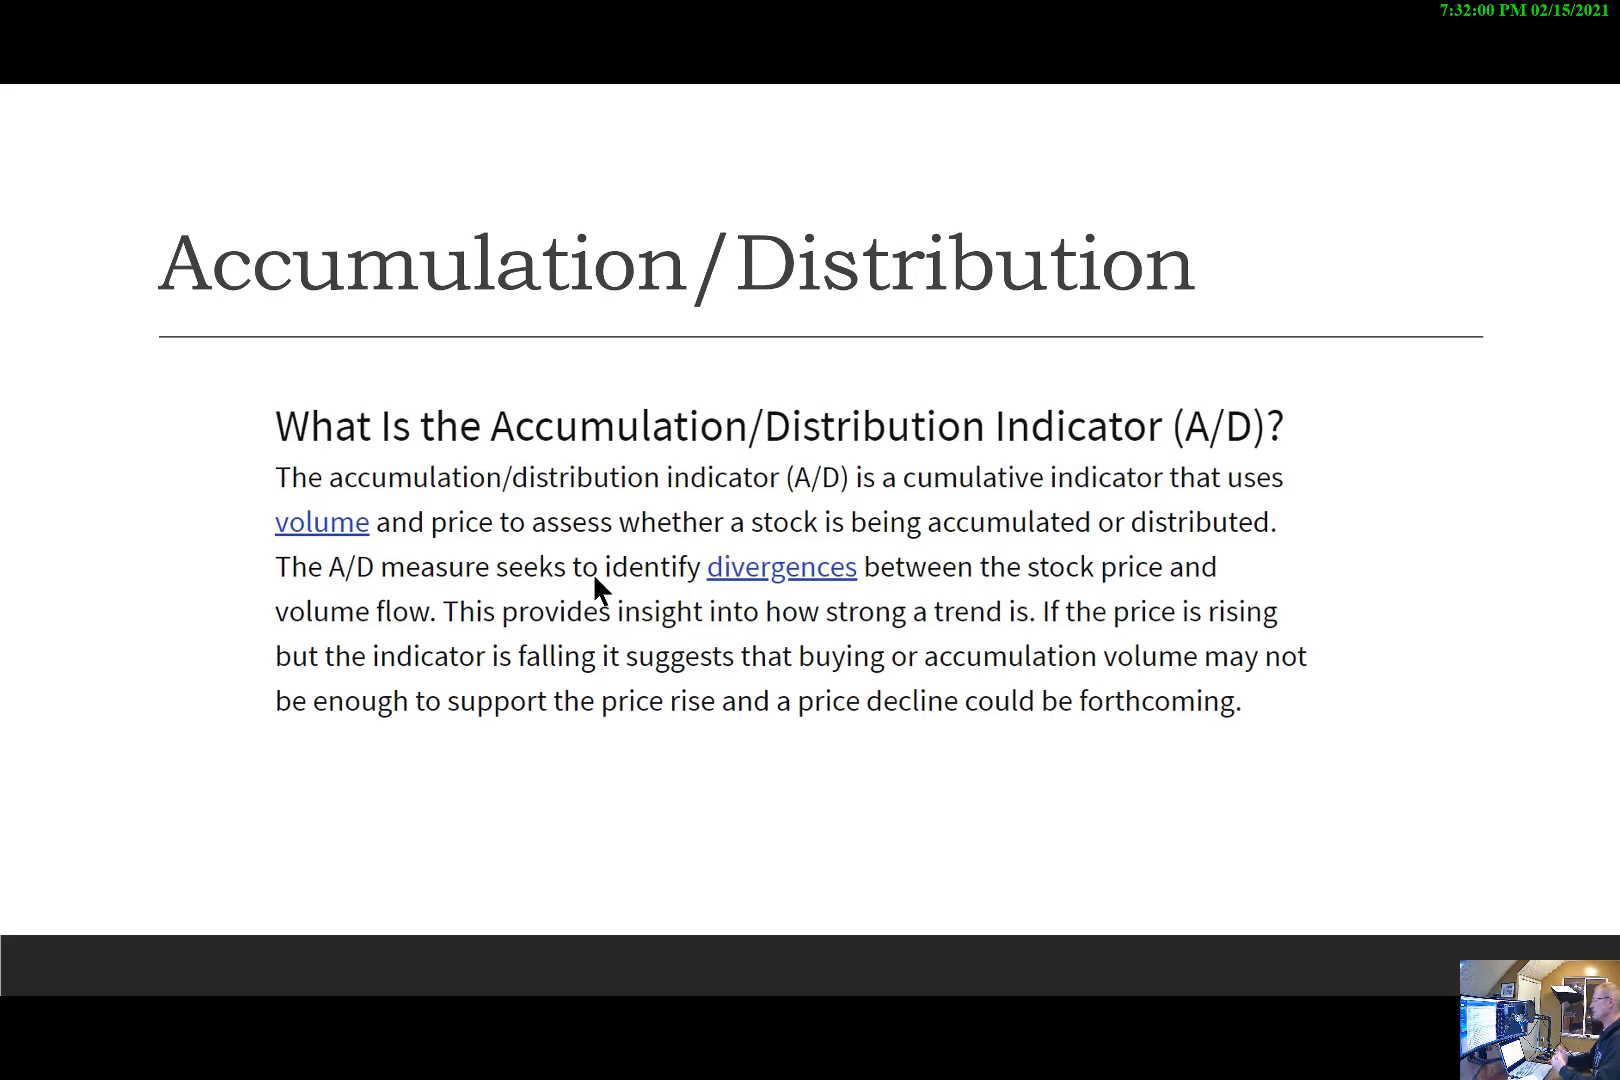 7:32:00 PM 02/15/2021
Accumulation/Distribution
What Is the Accumulation/Distribution Indicator (A/D)?
The accumulation/distribution indicator (A/D) is a cumulative indicator that uses
volume and price to assess whether a stock is being accumulated or distributed.
The A/D measure seeks to identify divergences between the stock price and
volume flow. This provides insight into how strong a trend is. If the price is rising
but the indicator is falling it suggests that buying or accumulation volume may not
be enough to support the price rise and a price decline could be forthcoming.